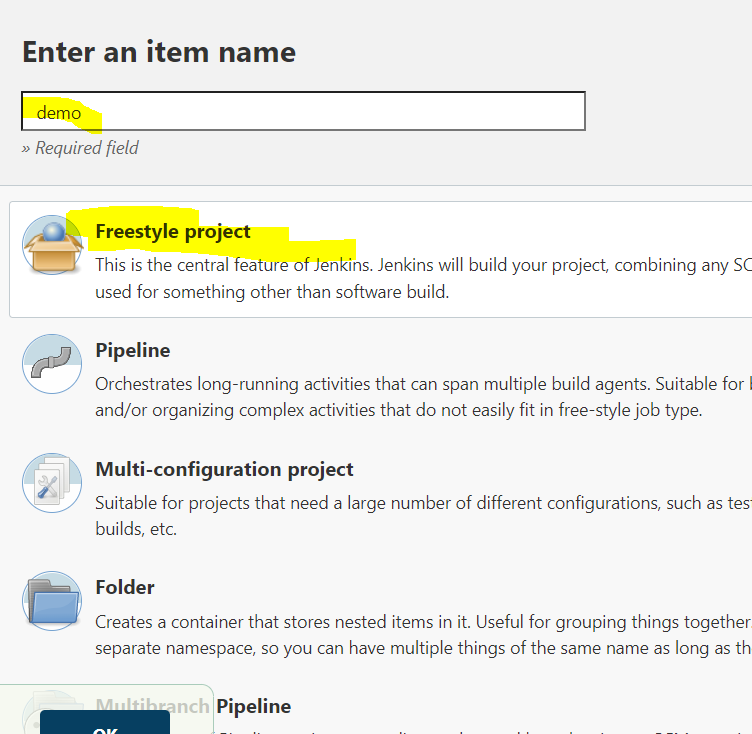 Enter an item name
demo
» Required field
Freestyle project
This is the central feature of Jenkins. Jenkins will build your project, combining any SC
used for something other than software build.
Pipeline
Orchestrates long-running activities that can span multiple build agents. Suitable for
and/or organizing complex activities that do not easily fit in free-style job type.
Multi-configuration project
Suitable for projects that need a large number of different configurations, such as
builds, etc.
Folder
Creates a container that stores nested items in it. Useful for grouping things together.
separate namespace, so you can have multiple things of the same name as long as
Multibranch Pipeline
OK